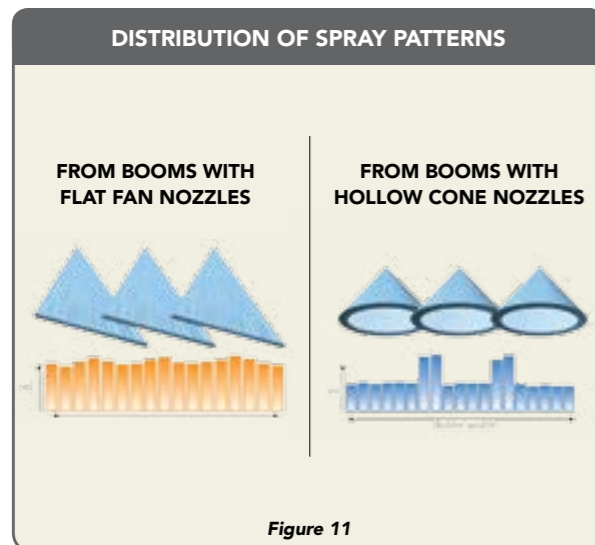 DISTRIBUTION OF SPRAY PATTERNS
FROM BOOMS WITH
FLAT FAN NOZZLES
FROM BOOMS WITH
HOLLOW CONE NOZZLES
Figure 11